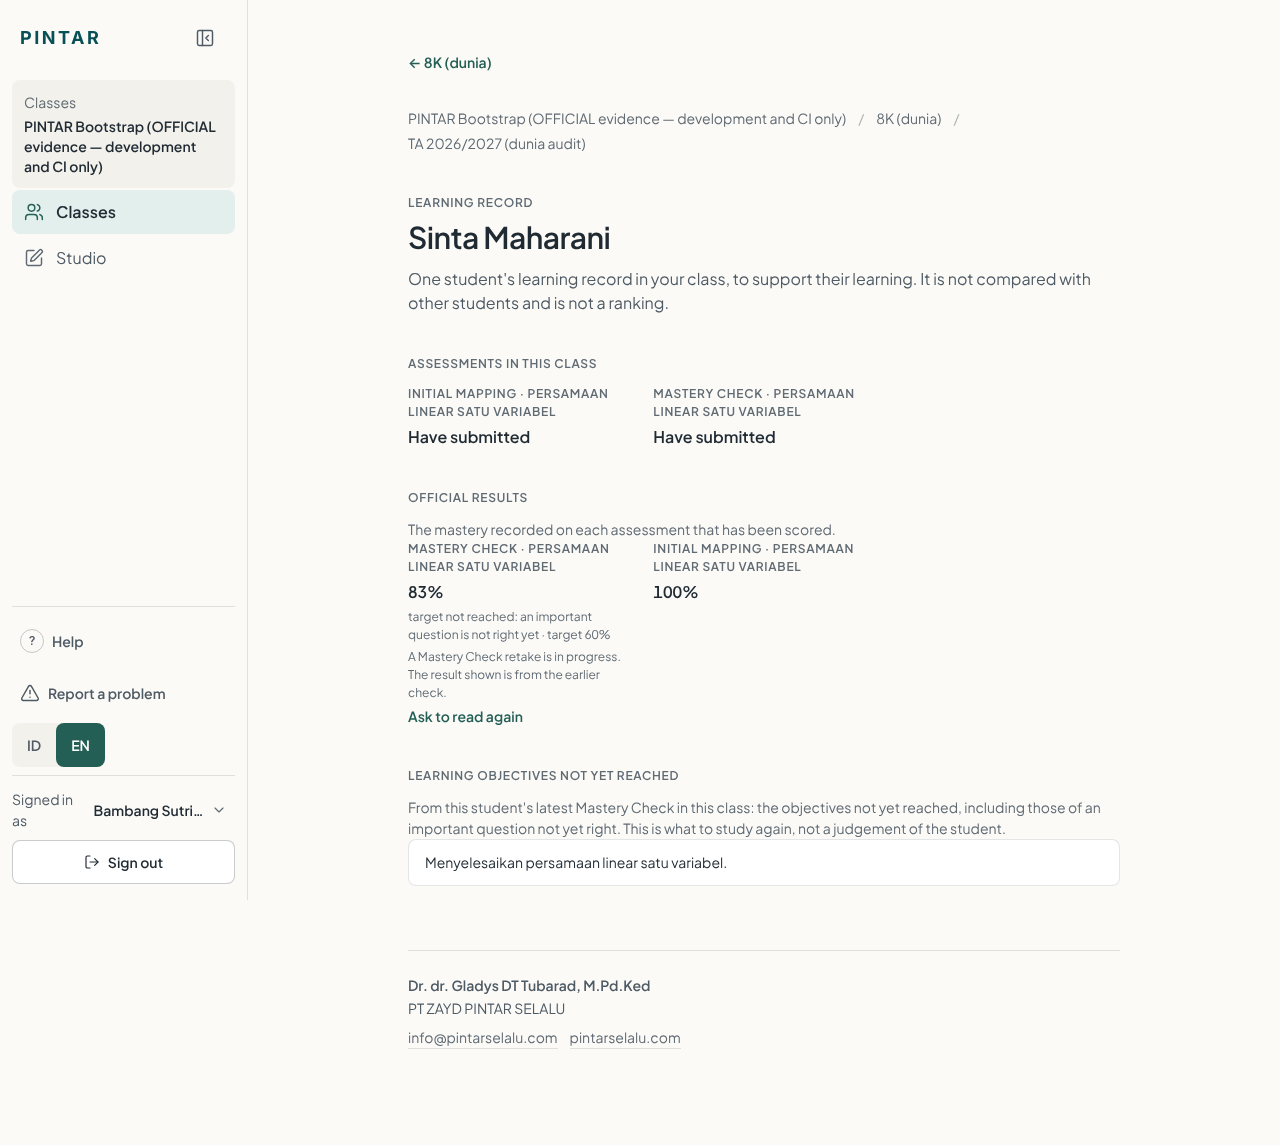 PINTAR
Classes
PINTAR Bootstrap (OFFICIAL
evidence — development
and CI only)
Classes
Studio
? Help
Report a problem
ID EN
Signed in
as
Bambang Sutri...
Sign out
← 8K (dunia)
PINTAR Bootstrap (OFFICIAL evidence — development and CI only) / 8K (dunia) /
TA 2026/2027 (dunia audit)
LEARNING RECORD
Sinta Maharani
One student's learning record in your class, to support their learning. It is not compared with
other students and is not a ranking.
ASSESSMENTS IN THIS CLASS
INITIAL MAPPING · PERSAMAAN
LINEAR SATU VARIABEL
Have submitted
MASTERY CHECK · PERSAMAAN
LINEAR SATU VARIABEL
Have submitted
OFFICIAL RESULTS
The mastery recorded on each assessment that has been scored.
MASTERY CHECK · PERSAMAAN
LINEAR SATU VARIABEL
83%
target not reached: an important
question is not right yet · target 60%
A Mastery Check retake is in progress.
The result shown is from the earlier
check.
Ask to read again
INITIAL MAPPING · PERSAMAAN
LINEAR SATU VARIABEL
100%
LEARNING OBJECTIVES NOT YET REACHED
From this student's latest Mastery Check in this class: the objectives not yet reached, including those of an
important question not yet right. This is what to study again, not a judgement of the student.
Menyelesaikan persamaan linear satu variabel.
Dr. dr. Gladys DT Tubarad, M.Pd.Ked
PT ZAYD PINTAR SELALU
info@pintarselalu.com pintarselalu.com